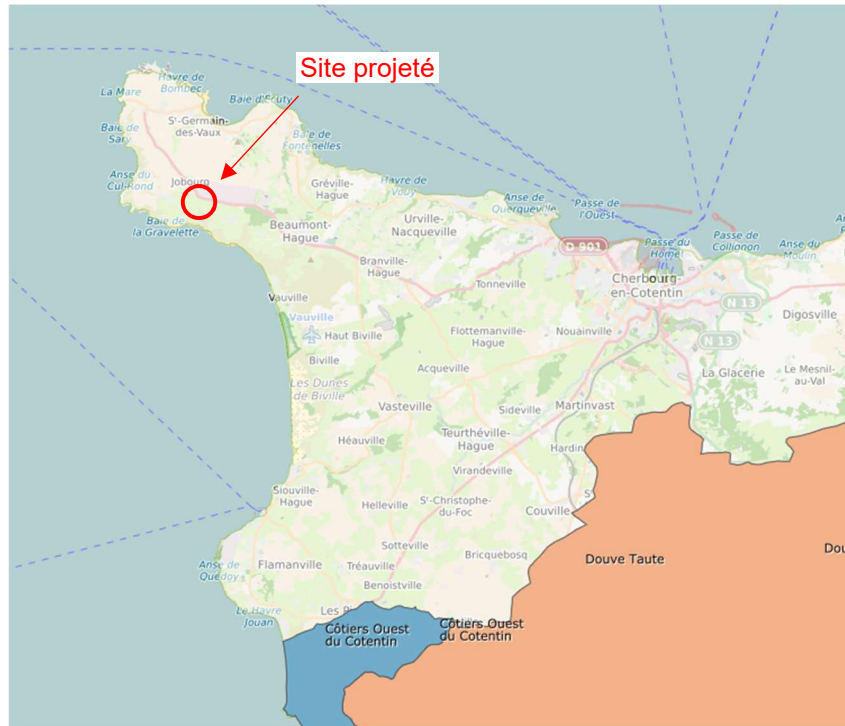 Site projeté
Havre de
Bombec
La Mare
Baie d'Ecuty
St-Germain
des-Vaux
Baie de
Sary
Baie de
Fontenelles
Anse du
Cul-Rond
Jobourg
Gréville-
Hague
Havre de
Vouy
Anse de
Querqueville
Passe de
l'Ouest
Baie de
la Gravelette
Beaumont-
Hague
Urville-
Nacqueville
D 901
Passe du
Homet
Passe de
Collignon
Anse du
Moulin
Branville-
Hague
Tonneville
Cherbourg-
en-Cotentin
Vauville
N 13
Digosville
Vauville
Haut Biville
Flottemanville-
Hague
Nouainville
N 13
Biville
Acqueville
La Glacerie
Le Mesnil-
au-Val
Les Dunes
de Biville
Vasteville
Sideville
Martinvast
Héauville
Teurthéville-
Hague
Hardin
Virandeville
Siouville-
Hague
Helleville
St-Christophe-
du-Foc
Couville
Sotteville
Bricquebosq
Douve Taute
Dou
Anse de
Quédoy
Flamanville
Tréauville
Benoistville
Le Havre
Jouan
Les Pi
Côtiers Ouest
du Cotentin
Côtiers Ouest
du Cotentin